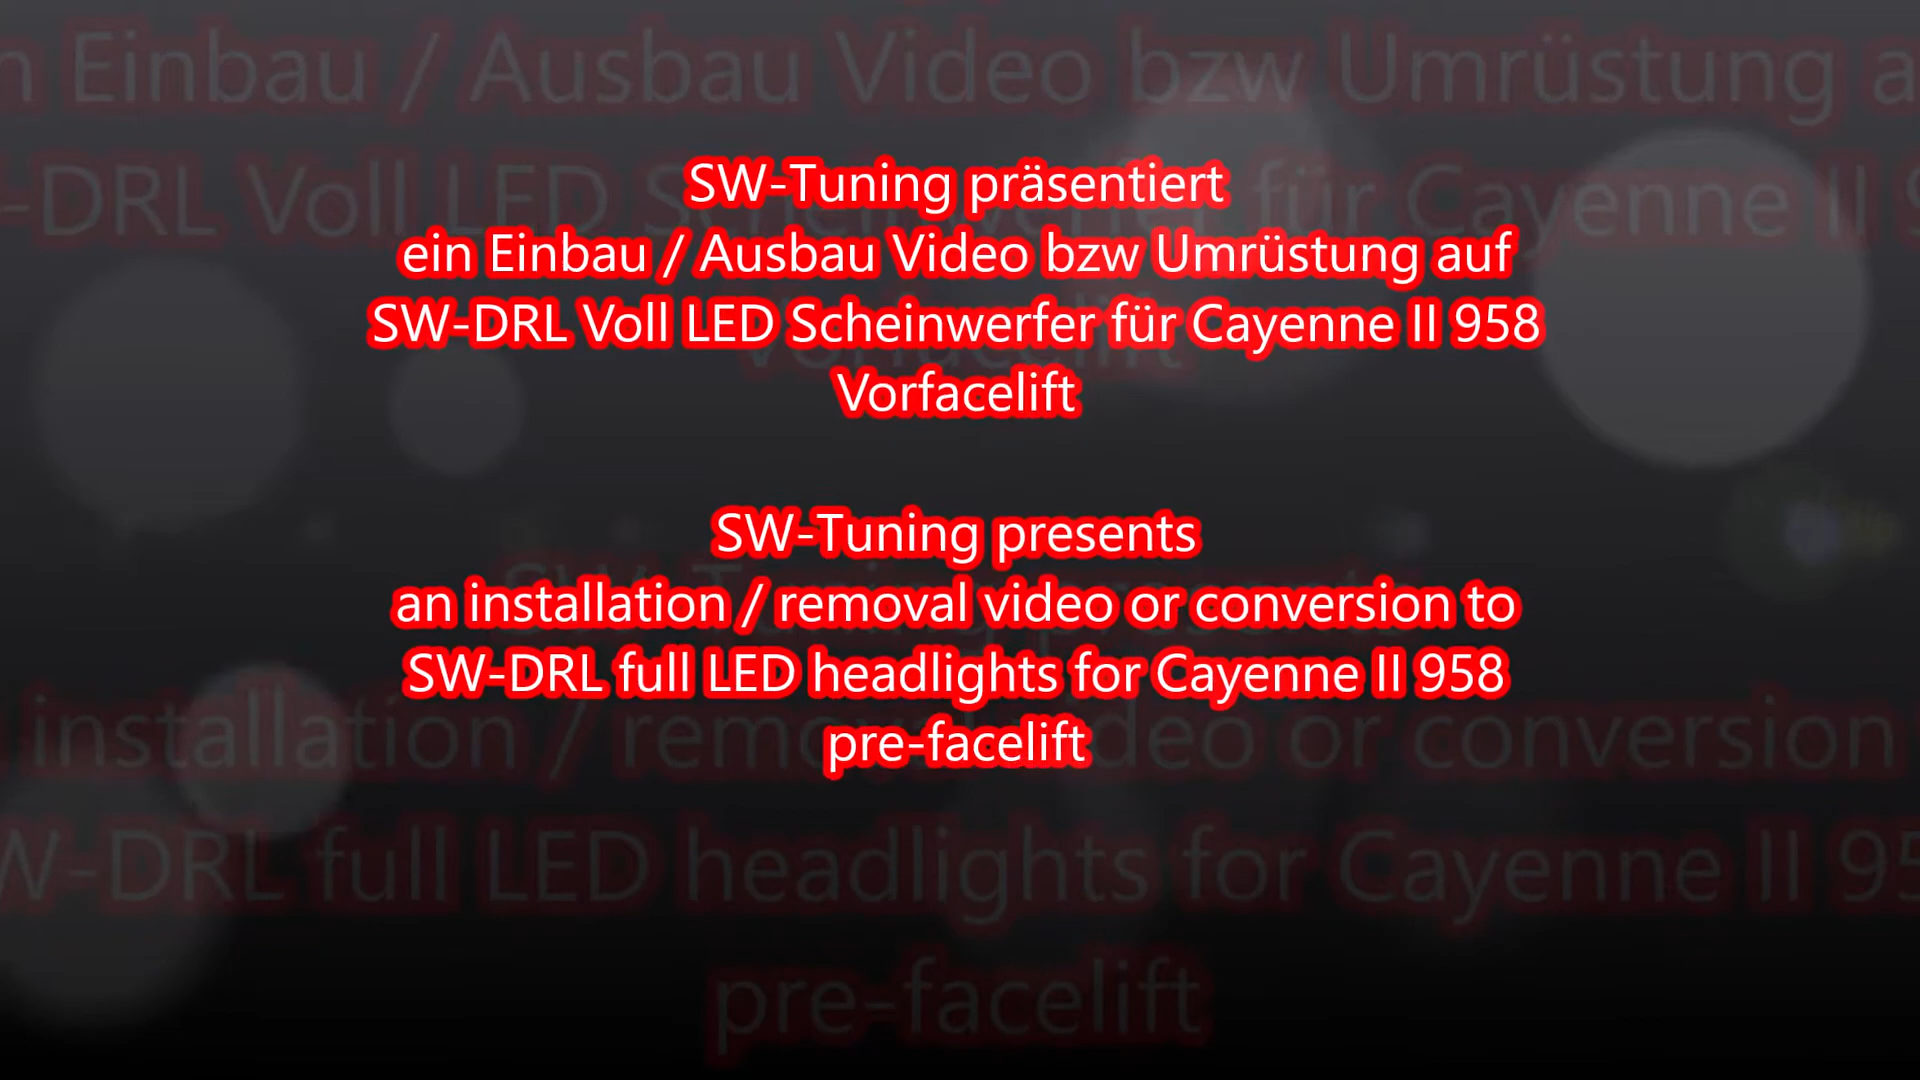 SW-Tuning präsentiert
ein Einbau / Ausbau Video bzw Umrüstung auf
SW-DRL Voll LED Scheinwerfer für Cayenne II 958
Vorfacelift
SW-Tuning presents
an installation / removal video or conversion to
SW-DRL full LED headlights for Cayenne II 958
pre-facelift